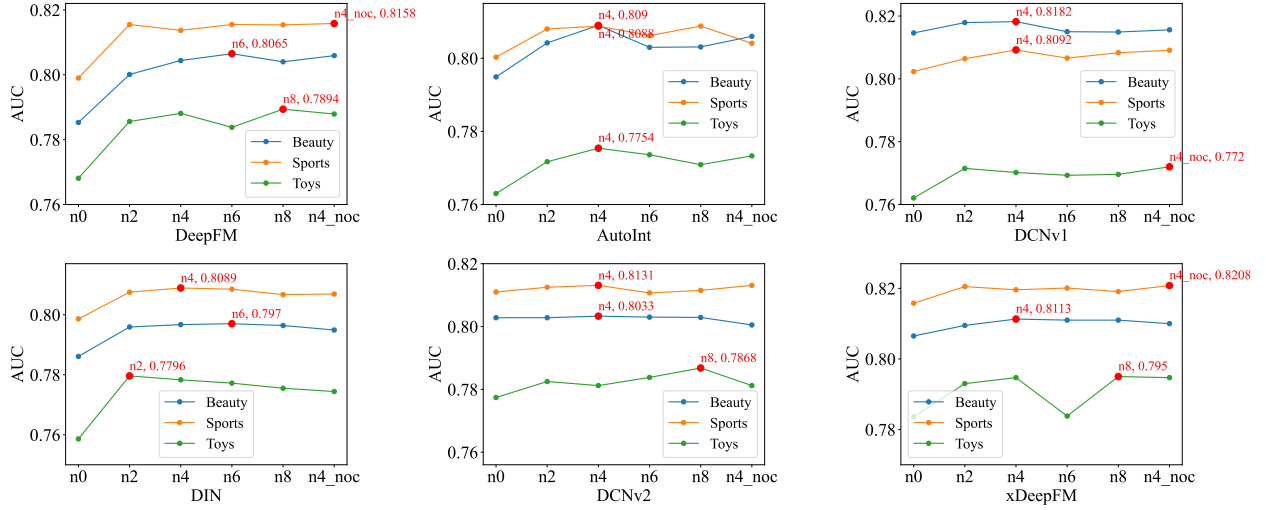 n4_noc, 0.8158
n6, 0.8065
n8, 0.7894
0.82
0.80
0.78
0.76
AUC
Beauty
Sports
Toys
n0 n2 n4 n6 n8 n4_noc
DeepFM
n4, 0.809
n4, 0.8088
n4, 0.7754
0.80
0.78
0.76
AUC
Beauty
Sports
Toys
n0 n2 n4 n6 n8 n4_noc
AutoInt
n4, 0.8182
n4, 0.8092
n4_noc, 0.772
0.82
0.80
0.78
0.76
AUC
Beauty
Sports
Toys
n0 n2 n4 n6 n8 n4_noc
DCNv1
n4, 0.8089
n6, 0.797
n2, 0.7796
0.80
0.78
0.76
AUC
Beauty
Sports
Toys
n0 n2 n4 n6 n8 n4_noc
DIN
n4, 0.8131
n4, 0.8033
n8, 0.7868
0.82
0.80
0.78
0.76
AUC
Beauty
Sports
Toys
n0 n2 n4 n6 n8 n4_noc
DCNv2
n4_noc, 0.8208
n4, 0.8113
n8, 0.795
0.82
0.80
0.78
AUC
Beauty
Sports
Toys
n0 n2 n4 n6 n8 n4_noc
xDeepFM